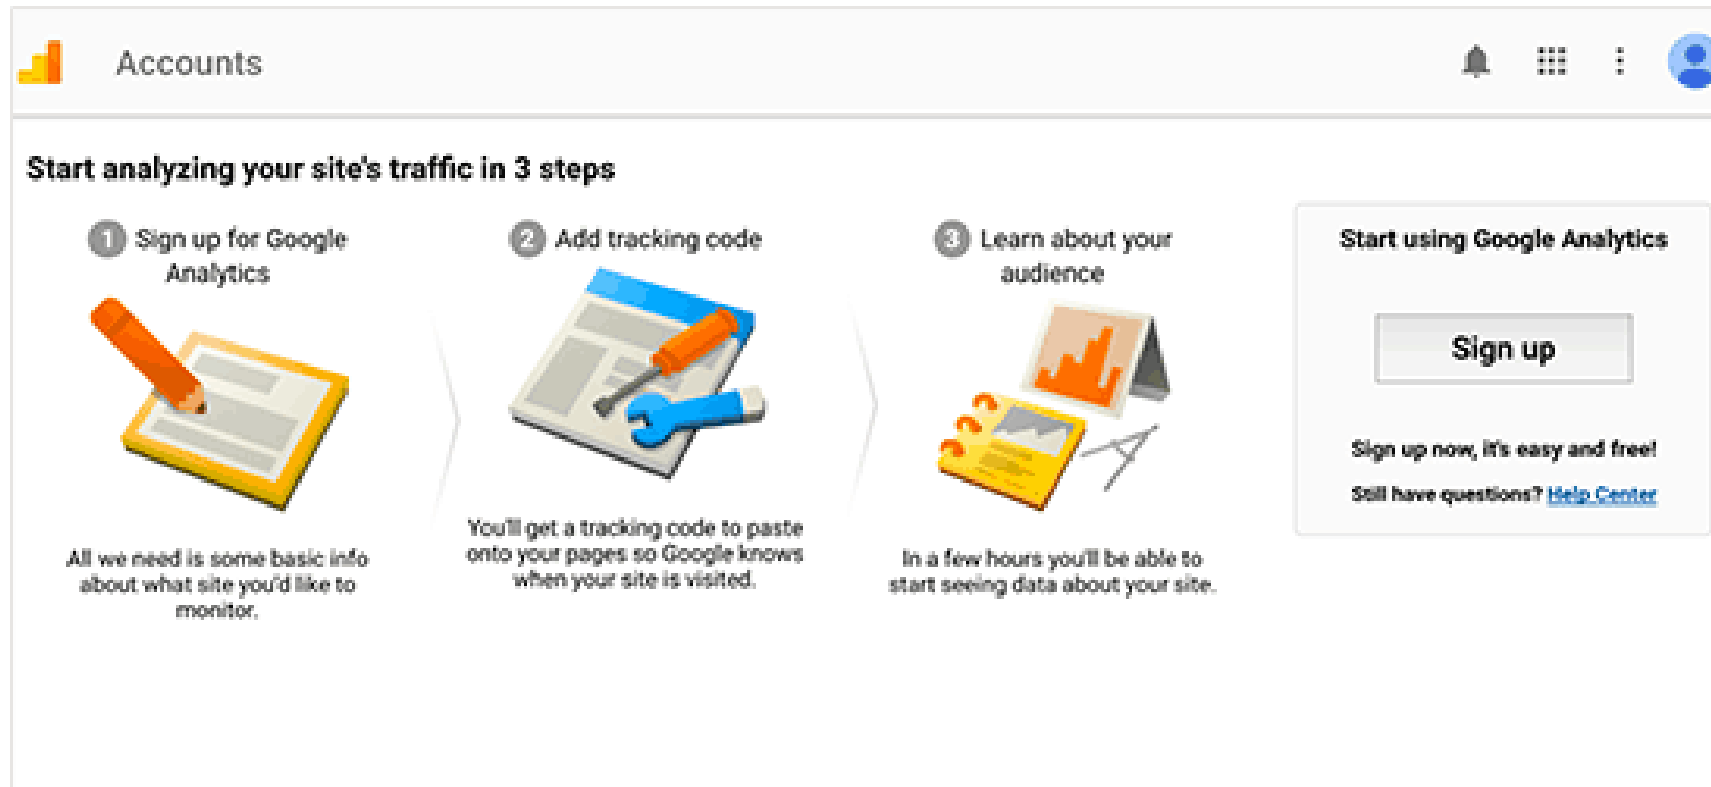 Accounts
Start analyzing your site's traffic in 3 steps
1 Sign up for Google
Analytics
All we need is some basic info
about what site you'd like to
monitor.
2 Add tracking code
You'll get a tracking code to paste
onto your pages so Google knows
when your site is visited.
3 Learn about your
audience
In a few hours you'll be able to
start seeing data about your site.
Start using Google Analytics
Sign up
Sign up now, it's easy and free!
Still have questions? Help Center